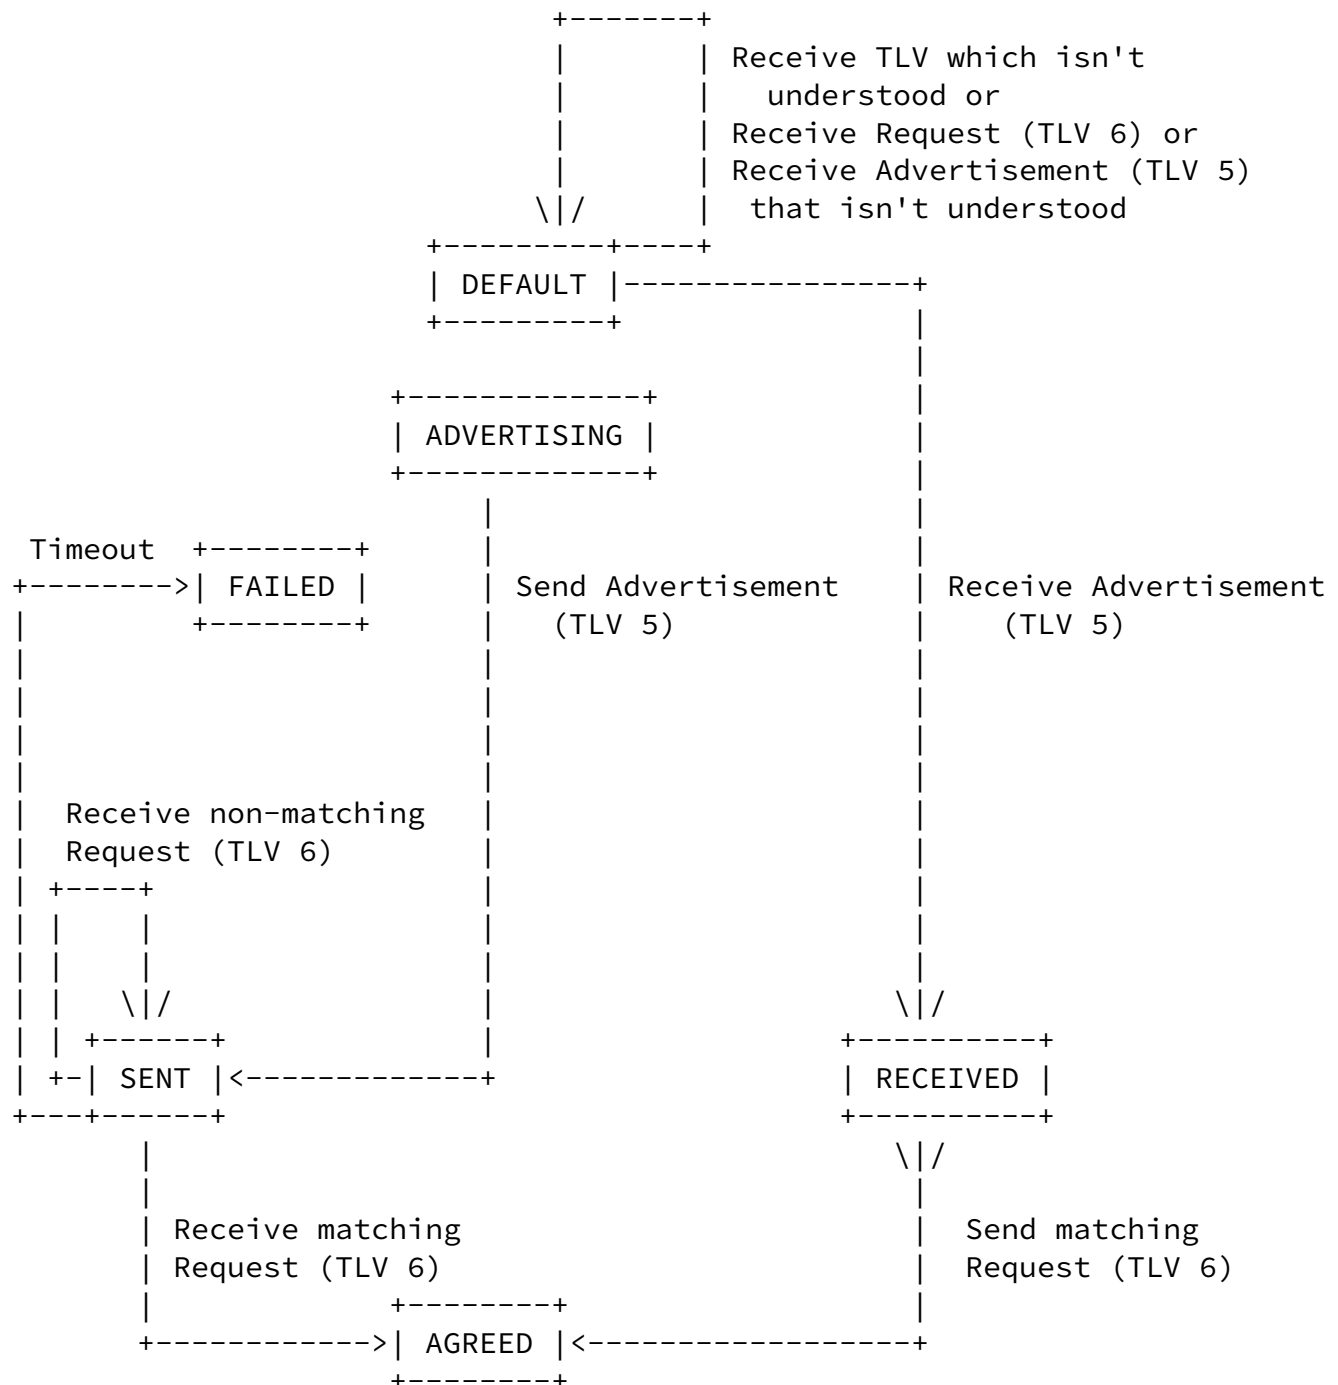 Receive TLV which isn't
understood or
Receive Request (TLV 6) or
Receive Advertisement (TLV 5)
that isn't understood
DEFAULT
ADVERTISING
Timeout
FAILED
Send Advertisement
(TLV 5)
Receive Advertisement
(TLV 5)
Receive non-matching
Request (TLV 6)
SENT
RECEIVED
Receive matching
Request (TLV 6)
Send matching
Request (TLV 6)
AGREED